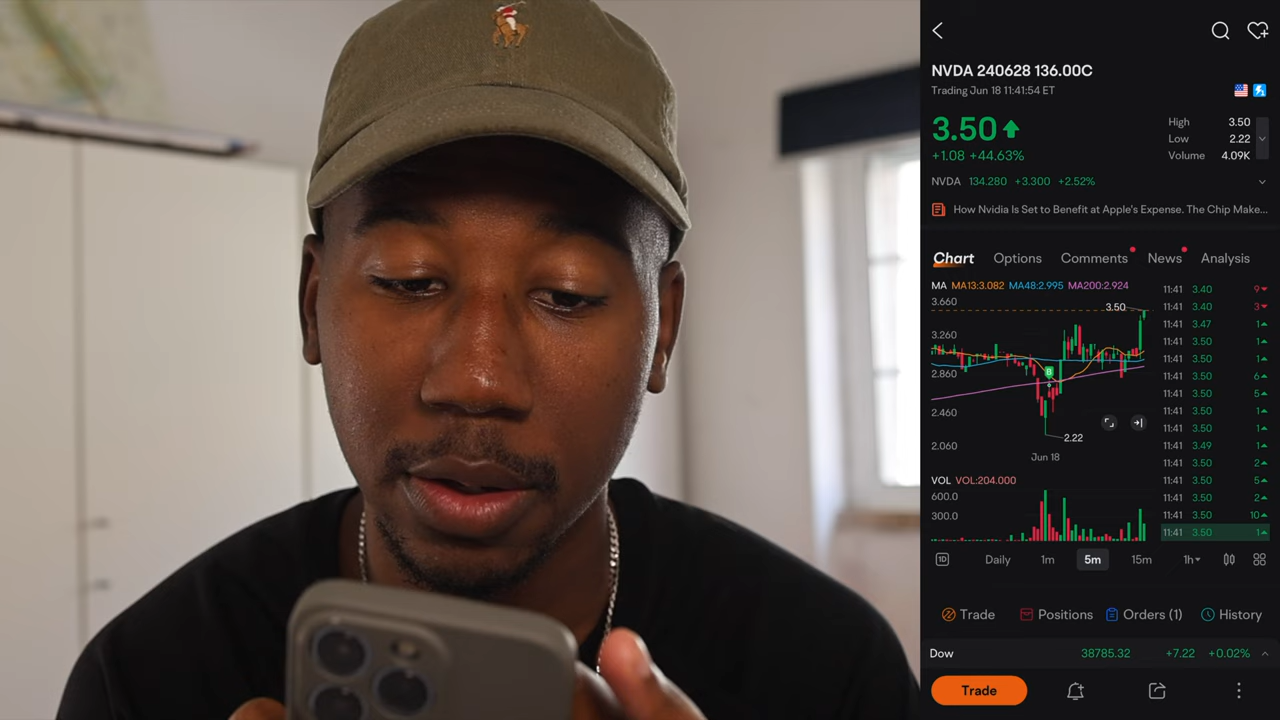 NVDA 240628 136.00C
Trading Jun 18 11:41:54 ET
3.50
+1.08 +44.63%
High 3.50
Low 2.22
Volume 4.09K
NVDA 134.280 +3.300 +2.52%
How Nvidia Is Set to Benefit at Apple's Expense. The Chip Make...
Chart Options Comments News Analysis
MA MA13:3.082 MA48:2.995 MA200:2.924
3.660
3.50
3.260
2.860
B
2.460
2.22
2.060
Jun 18
VOL VOL:204.000
600.0
300.0
11:41 3.40 9
11:41 3.40 3
11:41 3.47 1
11:41 3.50 1
11:41 3.50 1
11:41 3.50 6
11:41 3.50 5
11:41 3.50 1
11:41 3.50 1
11:41 3.49 1
11:41 3.50 2
11:41 3.50 5
11:41 3.50 2
11:41 3.50 10
11:41 3.50 1
1D Daily 1m 5m 15m 1h
Trade Positions Orders (1) History
Dow 38785.32 +7.22 +0.02%
Trade